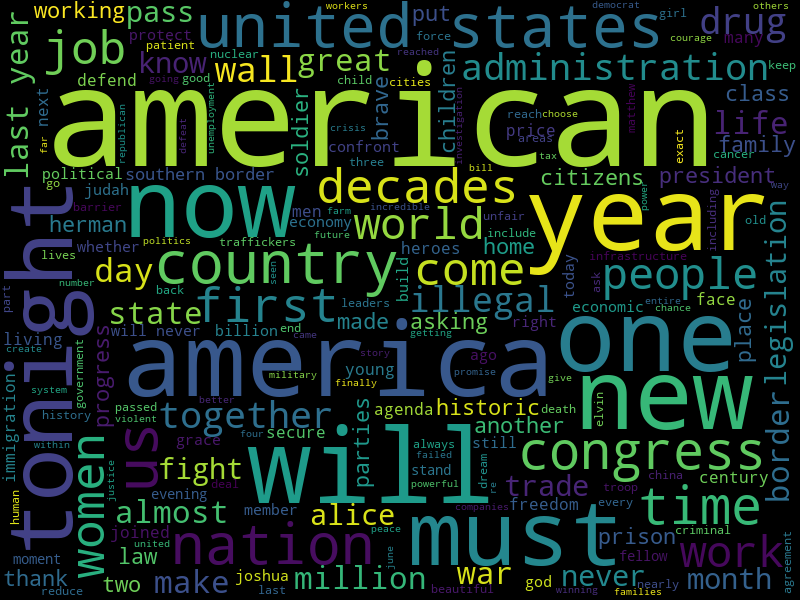 working
pass
united
states
workers
democrat
girl
others
put
force
reached
courage
drug
many
job
protect
patient
know
nuclear
wall
great
cities
administration
keep
last year
defend
good
going
child
children
american
next
far
republican
defeat
unemployment
soldier
crisis
confront
brave
three
investigation
reach
choose
price
areas
tax
matthew
class
life
exact
family
cancer
political
southern border
go
judah
barrier
now
decades
bill
citizens
president
power
way
herman
men
farm
incredible
economy
future
world
unfair
include
year
including
old
whether
politics
traffickers
heroes
home
lives
day
country
seen
build
come
today
ask
infrastructure
people
number
back
tonight
part
state
first
leaders
illegal
economic
entire
chance
face
legislation
border
place
will never
billion
end
made
asking
right
living
progress
government
america
came
getting
ago
one
create
story
young
military
finally
promise
give
immigration
system
better
new
history
passed
violent
together
agenda
historic
death
elvin
another
us
grace
four
secure
parties
always
failed
still
within
women
fight
will
stand
dream
congress
justice
deal
powerful
re
china
century
human
evening
almost
member
alice
trade
troop
every
time
freedom
companies
joined
united
law
peace
must
prison
criminal
moment
nation
june
fellow
work
agreement
thank
two
make
joshua
million
war
god
never
nearly
month
reduce
last
beautiful
winning
families